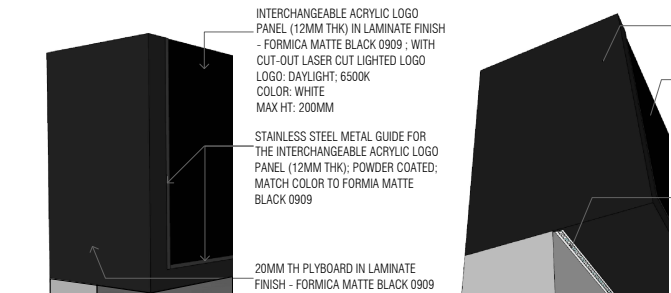 INTERCHANGEABLE ACRYLIC LOGO
PANEL (12MM THK) IN LAMINATE FINISH
- FORMICA MATTE BLACK 0909 ; WITH
CUT-OUT LASER CUT LIGHTED LOGO
LOGO: DAYLIGHT; 6500K
COLOR: WHITE
MAX HT: 200MM
STAINLESS STEEL METAL GUIDE FOR
THE INTERCHANGEABLE ACRYLIC LOGO
PANEL (12MM THK); POWDER COATED;
MATCH COLOR TO FORMIA MATTE
BLACK 0909
20MM TH PLYBOARD IN LAMINATE
FINISH - FORMICA MATTE BLACK 0909